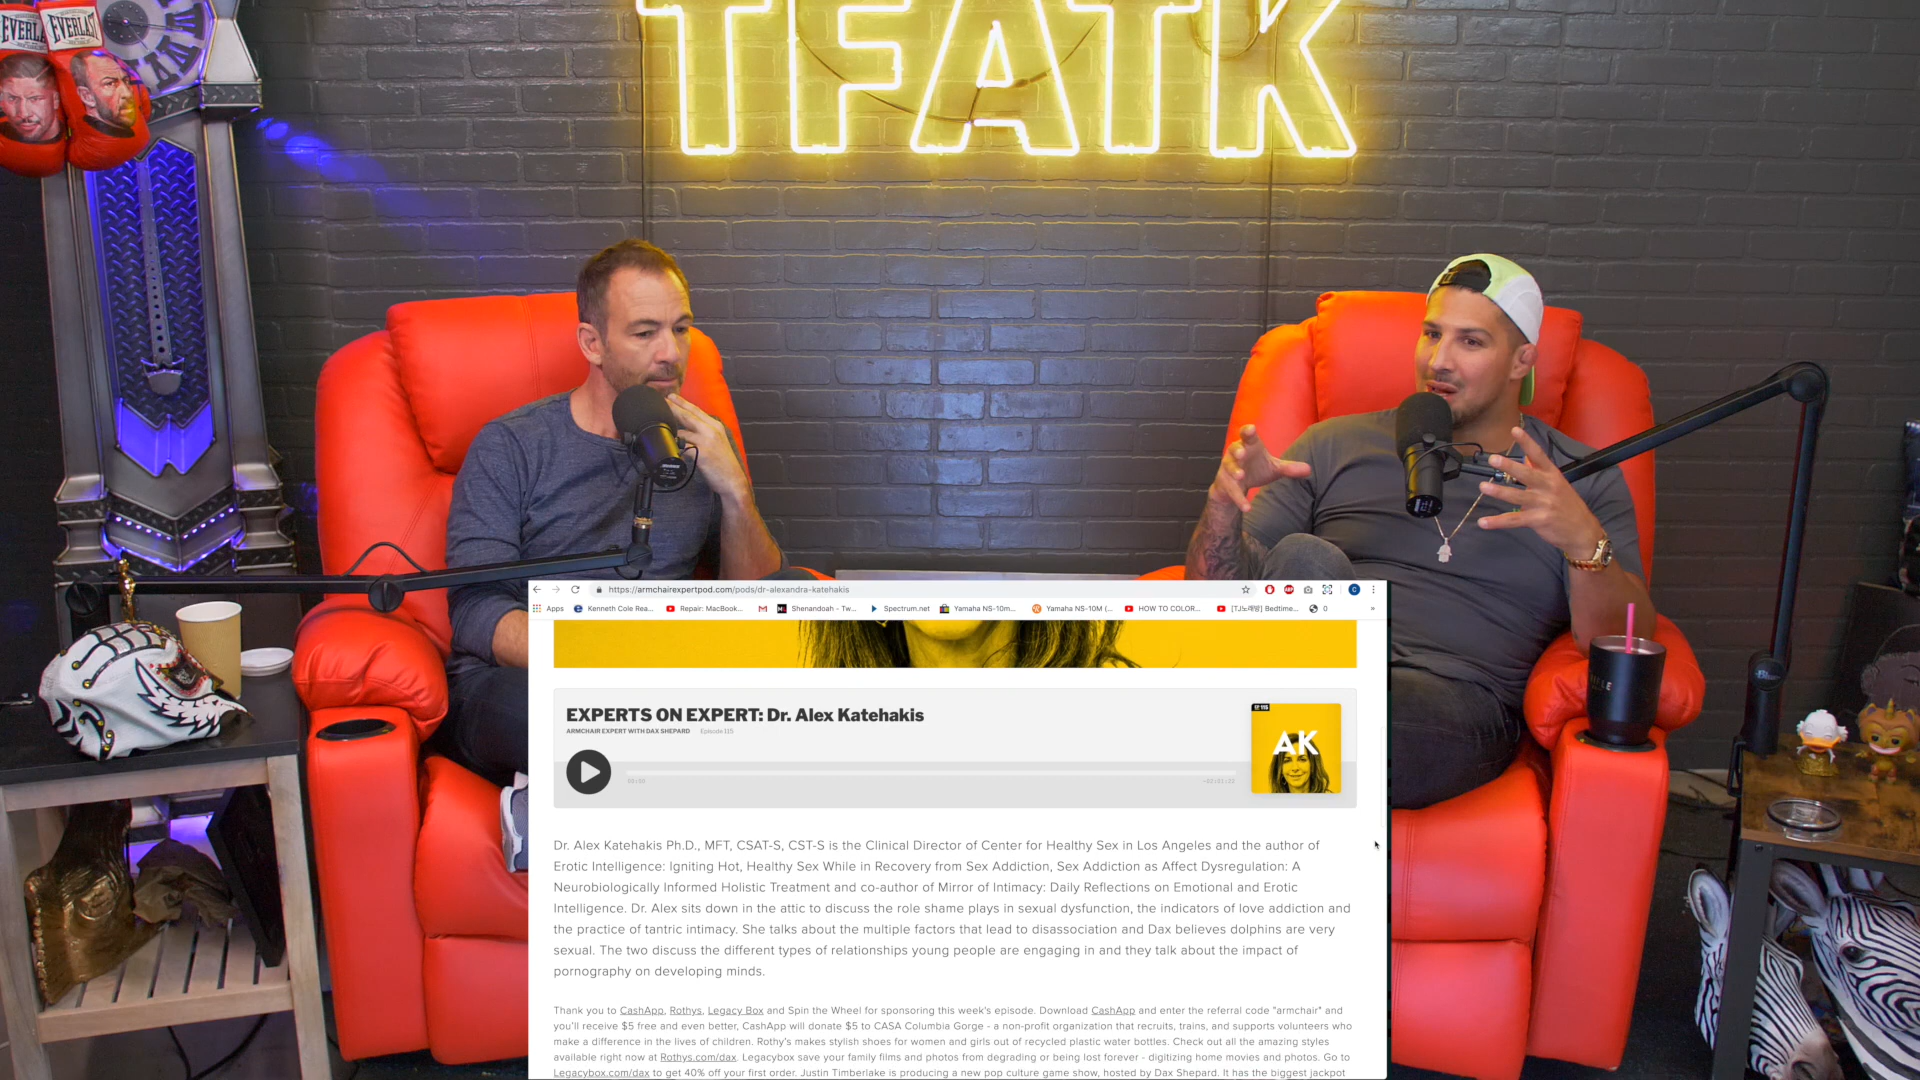 EVERLAST
TFATK
https://armchairexpertpod.com/pods/dr-alexandra-katehakis
Apps Kenneth Cole Rea... Repair: MacBook... Shenandoah - Tw... Spectrum.net Yamaha NS-10m... Yamaha NS-10M (... HOW TO COLOR... [TJ노래방] Bedtime... 0 »
EXPERTS ON EXPERT: Dr. Alex Katehakis
ARMCHAIR EXPERT WITH DAX SHEPARD Episode 115
EP 115
AK
00:00
Dr. Alex Katehakis Ph.D., MFT, CSAT-S, CST-S is the Clinical Director of Center for Healthy Sex in Los Angeles and the author of
Erotic Intelligence: Igniting Hot, Healthy Sex While in Recovery from Sex Addiction, Sex Addiction as Affect Dysregulation: A
Neurobiologically Informed Holistic Treatment and co-author of Mirror of Intimacy: Daily Reflections on Emotional and Erotic
Intelligence. Dr. Alex sits down in the attic to discuss the role shame plays in sexual dysfunction, the indicators of love addiction and
the practice of tantric intimacy. She talks about the multiple factors that lead to disassociation and Dax believes dolphins are very
sexual. The two discuss the different types of relationships young people are engaging in and they talk about the impact of
pornography on developing minds.
Thank you to CashApp, Rothys, Legacy Box and Spin the Wheel for sponsoring this week's episode. Download CashApp and enter the referral code "armchair" and
you'll receive $5 free and even better, CashApp will donate $5 to CASA Columbia Gorge - a non-profit organization that recruits, trains, and supports volunteers who
make a difference in the lives of children. Rothy's makes stylish shoes for women and girls out of recycled plastic water bottles. Check out all the amazing styles
available right now at Rothys.com/dax. Legacybox save your family films and photos from degrading or being lost forever - digitizing home movies and photos. Go to
Legacybox.com/dax to get 40% off your first order. Justin Timberlake is producing a new pop culture game show, hosted by Dax Shepard. It has the biggest jackpot